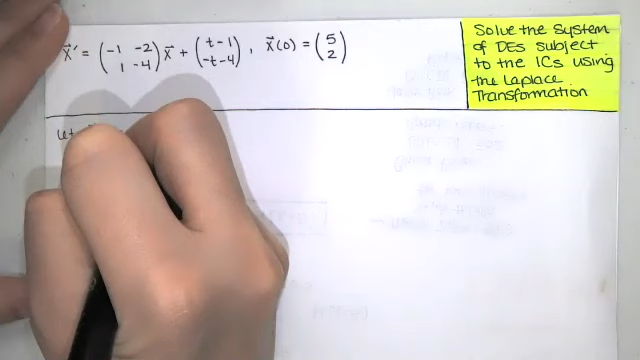 x⃗' = (-1 -2; 1 -4) x⃗ + (t-1; -t-4), x⃗(0) = (5; 2)
Solve the system
of DEs subject
to the ICs using
the Laplace
Transformation
let